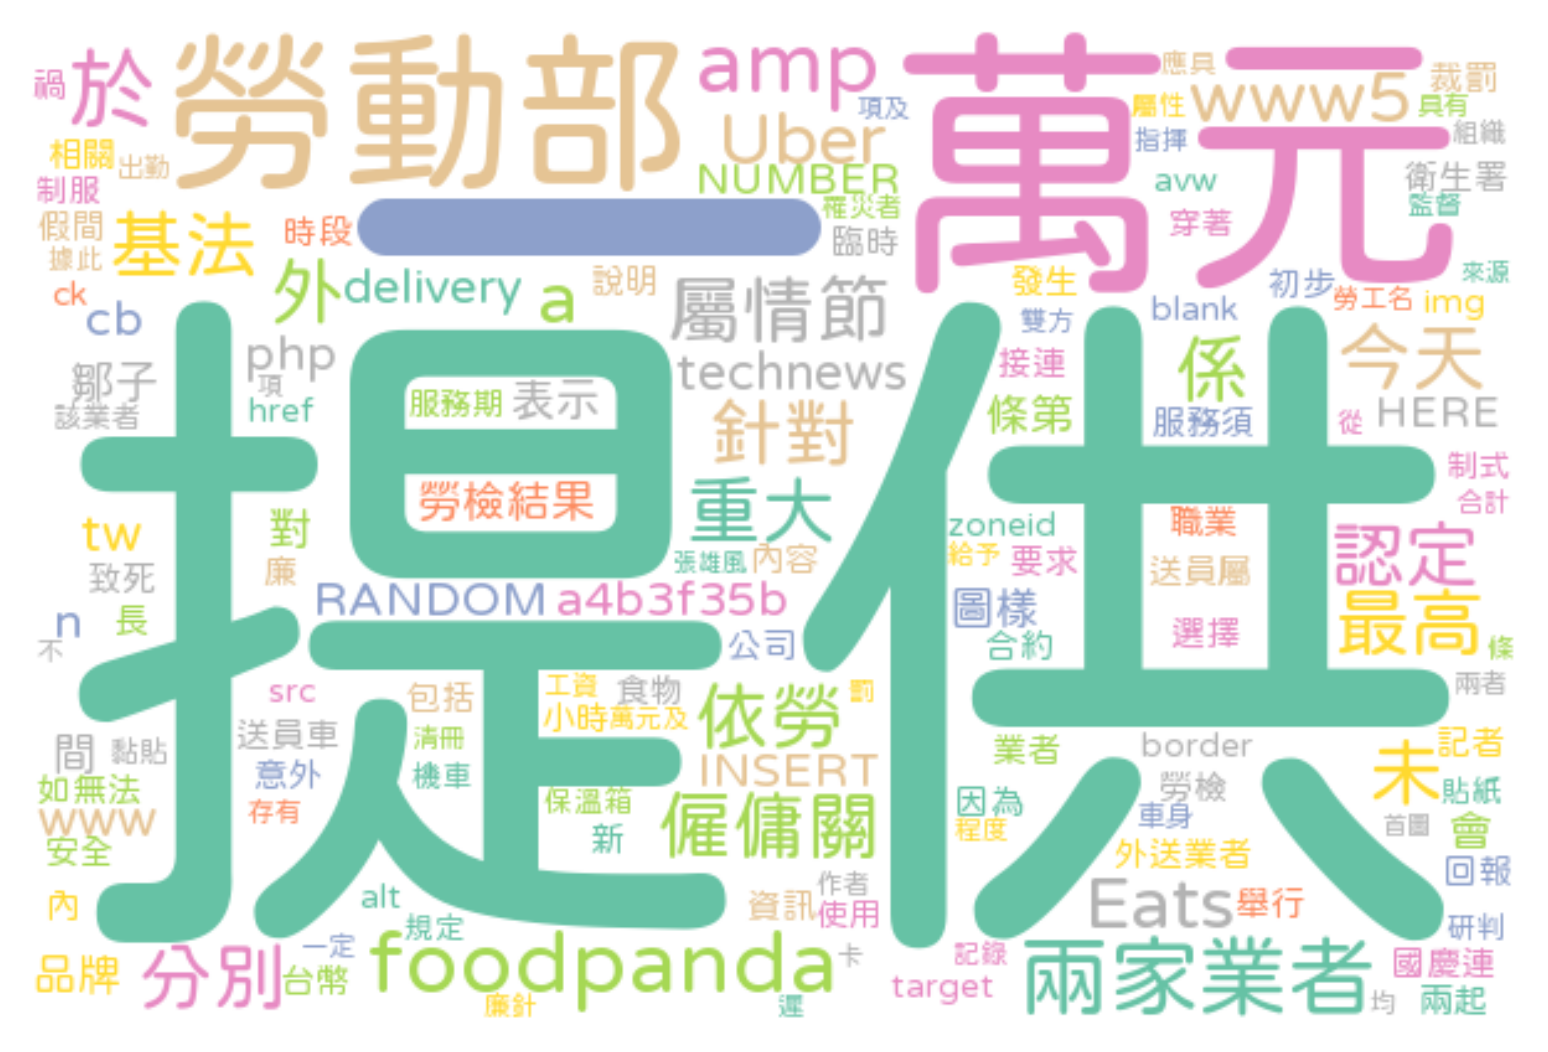 禍 於 勞動部 amp 萬元 應具 裁罰
項及 屬性 www5 具有
相關 出勤 Uber 指揮 組織
制服 NUMBER avw 衛生署
假間 基法 時段 一 罹災者 穿著 監督
據此 臨時
ck 外 delivery a 說明 屬情節 發生 初步 勞工名 來源
cb 雙方 blank img
php technews 接連 係 今天
鄒子 項 服務期 表示
該業者 href 針對 條第 服務須 從 HERE
提供
勞檢結果 制式
tw 對 重大 zoneid 職業 合計
致死 廉 張雄風 內容 給予 要求 送員屬 認定
n 長 RANDOM a4b3f35b 圖樣 最高
不 公司 合約 選擇 條
src 包括 工資 食物 依勞 罰 兩者
送員車 清冊 小時 萬元及
間 黏貼 意外 機車 INSERT 業者 border 未 記者
如無法 存有 保溫箱 因為 勞檢 貼紙
www 新 僱傭關 程度 車身 首圖 會
安全 外送業者 回報
內 alt 資訊 作者 Eats 舉行
規定 使用 研判
品牌 分別 一定 foodpanda 卡 記錄 兩家業者 國慶連
台幣 target
廉針 遲 均 兩起